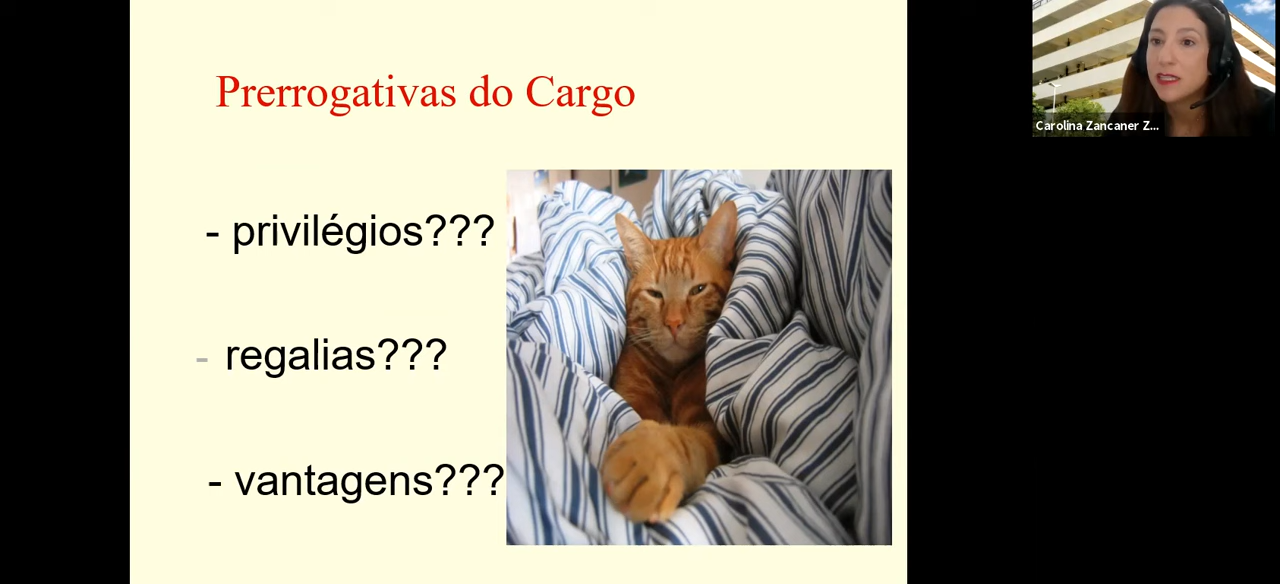 Prerrogativas do Cargo
- privilégios???
- regalias???
- vantagens???
Carolina Zancaner Z...